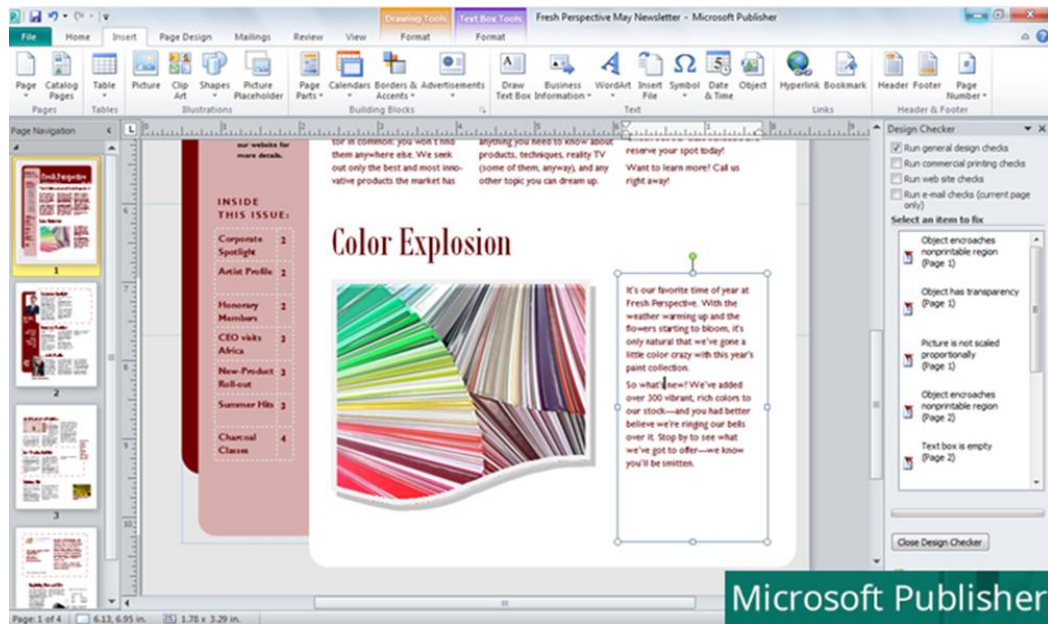 Drawing Tools Text Box Tools Fresh Perspective May Newsletter - Microsoft Publisher
File Home Insert Page Design Mailings Review View Format Format
Page Catalog Pages Table Picture Clip Art Shapes Picture Placeholder Page Parts Calendars Borders & Accents Advertisements Draw Text Box Business Information WordArt Insert File Symbol Date & Time Object Hyperlink Bookmark Header Footer Page Number
Pages Tables Illustrations Building Blocks Text Links Header & Footer
Page Navigation
Fresh Perspective
1
2
3
our website for
more details.
INSIDE
THIS ISSUE:
Corporate Spotlight 2
Artist Profile 2
Honorary Members 2
CEO visits Africa 3
New-Product Roll-out 3
Summer Hits 3
Charcoal Classes 4
tor in common: you won't find
them anywhere else. We seek
out only the best and most inno-
vative products the market has
anything you need to know about
products, techniques, reality TV
(some of them, anyway), and any
other topic you can dream up.
reserve your spot today!
Want to learn more? Call us
right away!
Color Explosion
It's our favorite time of year at
Fresh Perspective. With the
weather warming up and the
flowers starting to bloom, it's
only natural that we've gone a
little color crazy with this year's
paint collection.
So what's new? We've added
over 300 vibrant, rich colors to
our stock—and you had better
believe we're ringing our bells
over it. Stop by to see what
we've got to offer—we know
you'll be smitten.
Design Checker
Run general design checks
Run commercial printing checks
Run web site checks
Run e-mail checks (current page
only)
Select an item to fix
Object encroaches
nonprintable region
(Page 1)
Object has transparency
(Page 1)
Picture is not scaled
proportionally
(Page 1)
Object encroaches
nonprintable region
(Page 2)
Text box is empty
(Page 2)
Close Design Checker
Microsoft Publisher
Page: 1 of 4 6.13, 6.95 in. 1.78 x 3.29 in.